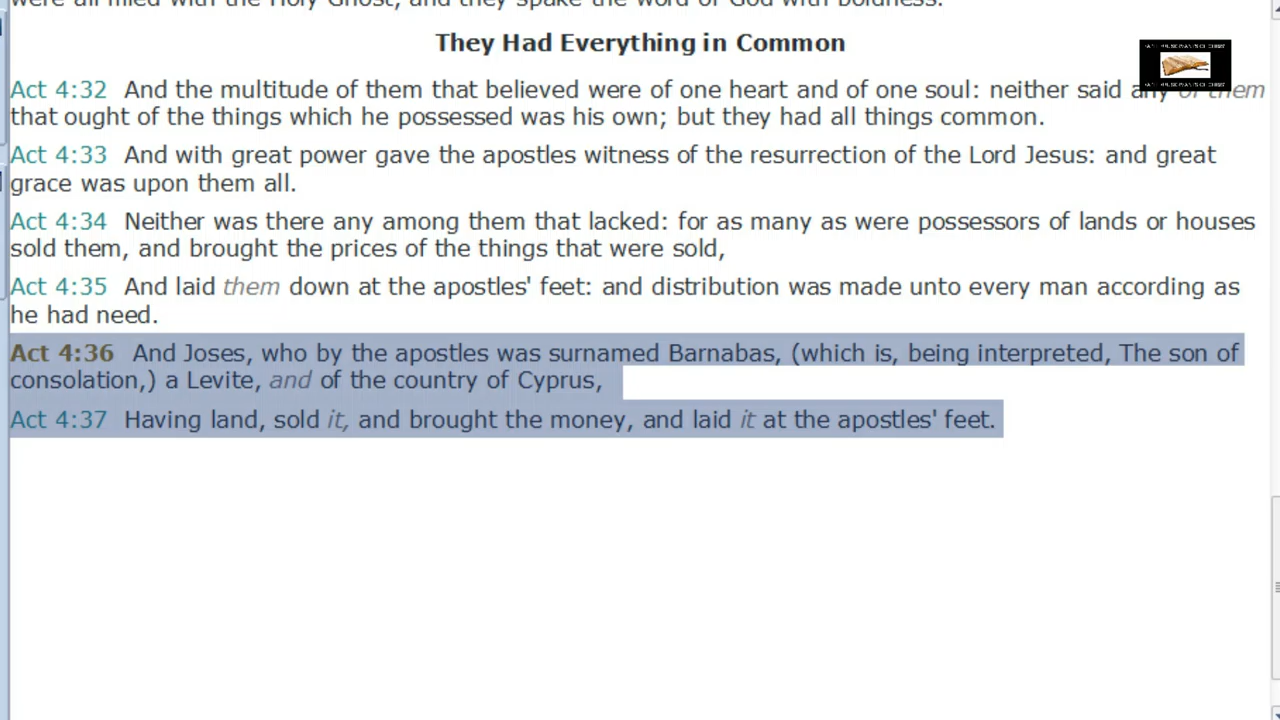 were all filled with the Holy Ghost, and they spake the word of God with boldness.
They Had Everything in Common
Act 4:32 And the multitude of them that believed were of one heart and of one soul: neither said any of them
that ought of the things which he possessed was his own; but they had all things common.
Act 4:33 And with great power gave the apostles witness of the resurrection of the Lord Jesus: and great
grace was upon them all.
Act 4:34 Neither was there any among them that lacked: for as many as were possessors of lands or houses
sold them, and brought the prices of the things that were sold,
Act 4:35 And laid them down at the apostles' feet: and distribution was made unto every man according as
he had need.
Act 4:36 And Joses, who by the apostles was surnamed Barnabas, (which is, being interpreted, The son of
consolation,) a Levite, and of the country of Cyprus,
Act 4:37 Having land, sold it, and brought the money, and laid it at the apostles' feet.